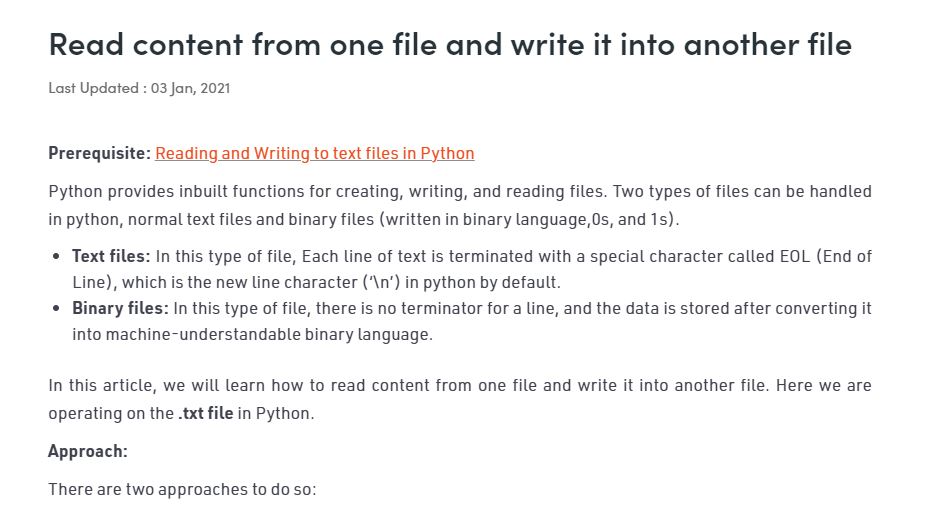 Read content from one file and write it into another file
Last Updated : 03 Jan, 2021
Prerequisite: Reading and Writing to text files in Python
Python provides inbuilt functions for creating, writing, and reading files. Two types of files can be handled
in python, normal text files and binary files (written in binary language,0s, and 1s).
• Text files: In this type of file, Each line of text is terminated with a special character called EOL (End of
Line), which is the new line character (‘\n’) in python by default.
• Binary files: In this type of file, there is no terminator for a line, and the data is stored after converting it
into machine-understandable binary language.
In this article, we will learn how to read content from one file and write it into another file. Here we are
operating on the .txt file in Python.
Approach:
There are two approaches to do so: